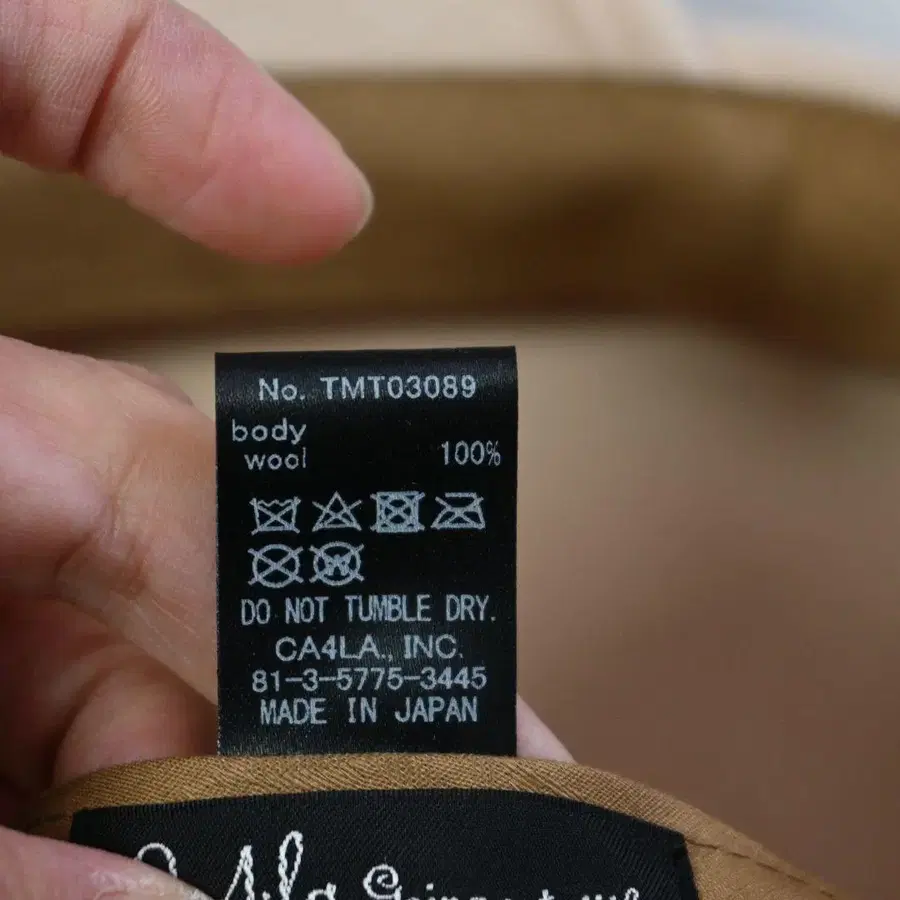 No. TMT03089
body
wool 100%
DO NOT TUMBLE DRY.
CA4LA., INC.
81-3-5775-3445
MADE IN JAPAN